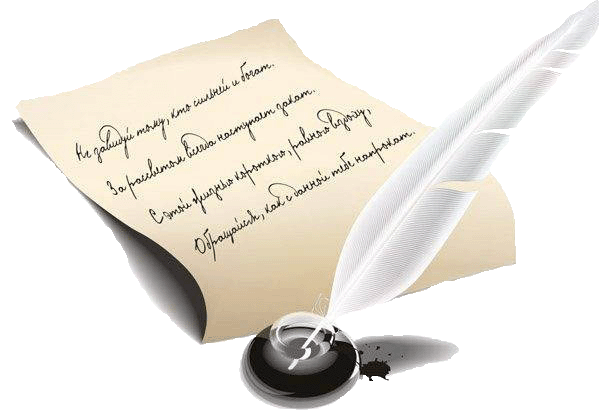 Не завидуй тому, кто сильней и богат.
За рассветом всегда наступает закат.
С этой жизнью короткою, равною вздоху,
Обращайся, как с данной тебе напрокат.